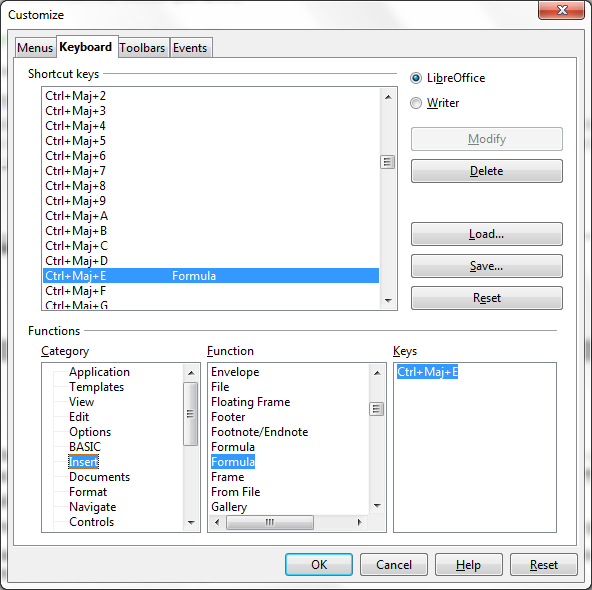 Customize
Menus Keyboard Toolbars Events
Shortcut keys
Ctrl+Maj+2
Ctrl+Maj+3
Ctrl+Maj+4
Ctrl+Maj+5
Ctrl+Maj+6
Ctrl+Maj+7
Ctrl+Maj+8
Ctrl+Maj+9
Ctrl+Maj+A
Ctrl+Maj+B
Ctrl+Maj+C
Ctrl+Maj+D
Ctrl+Maj+E Formula
Ctrl+Maj+F
Ctrl+Maj+G
LibreOffice
Writer
Modify
Delete
Load...
Save...
Reset
Functions
Category
Application
Templates
View
Edit
Options
BASIC
Insert
Documents
Format
Navigate
Controls
Function
Envelope
File
Floating Frame
Footer
Footnote/Endnote
Formula
Formula
Frame
From File
Gallery
Keys
Ctrl+Maj+E
OK Cancel Help Reset